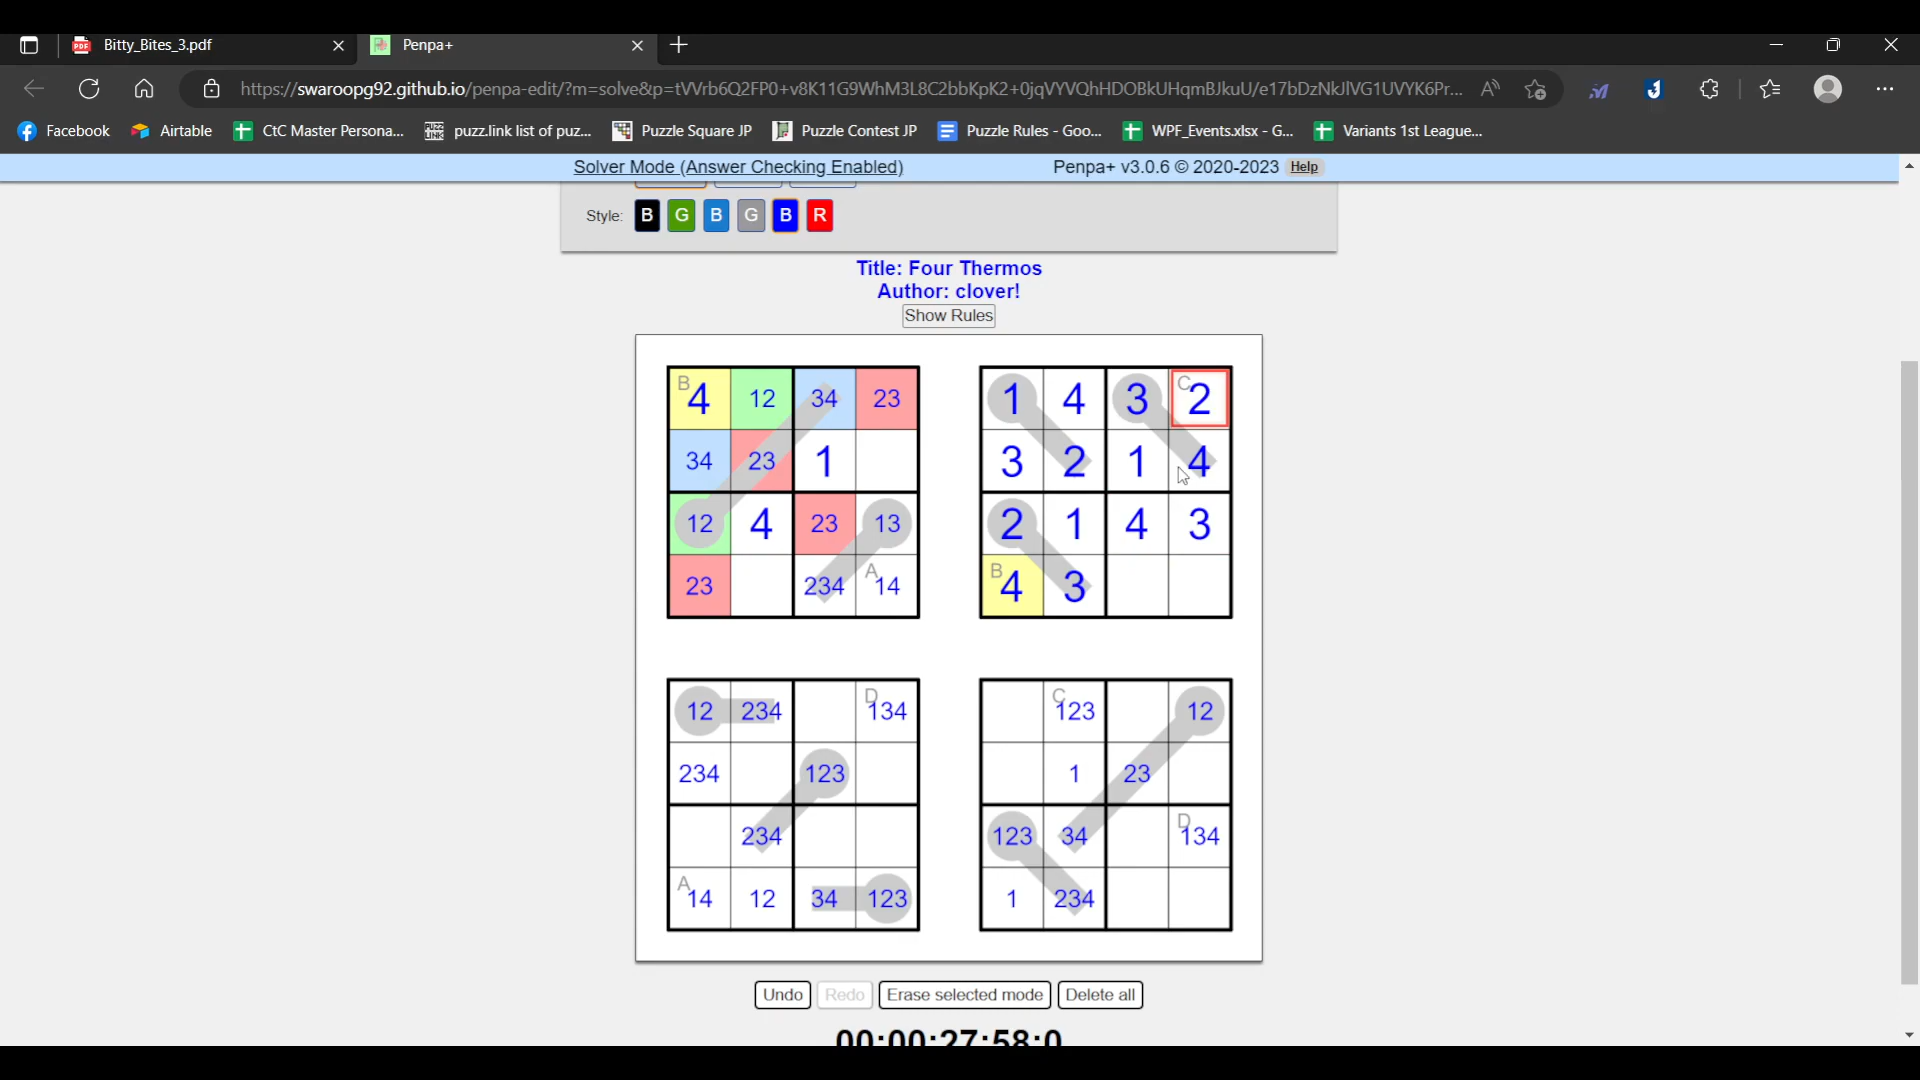 Bitty_Bites_3.pdf
Penpa+
https://swaroopg92.github.io/penpa-edit/?m=solve&p=tVVrb6Q2FP0+v8K11G9WhM3L8C2bbKpK2+0jqVYVQhHDOBkUHqmBJkuU/e17bDzNkJlVG1UVYK6Pr...
Facebook
Airtable
CtC Master Persona...
puzz.link list of puz...
Puzzle Square JP
Puzzle Contest JP
Puzzle Rules - Goo...
WPF_Events.xlsx - G...
Variants 1st League...
Solver Mode (Answer Checking Enabled)
Penpa+ v3.0.6 © 2020-2023 Help
Style: B G B G B R
Title: Four Thermos
Author: clover!
Show Rules
B 4 12 34 23
1 4 3 C 2
34 23 1
3 2 1 4
12 4 23 13
2 1 4 3
23 234 A 14
B 4 3
12 234 D 134
C 123 12
234 123
1 23
234
123 34 D 134
A 14 12 34 123
1 234
Undo Redo Erase selected mode Delete all
00:00:27:58:0